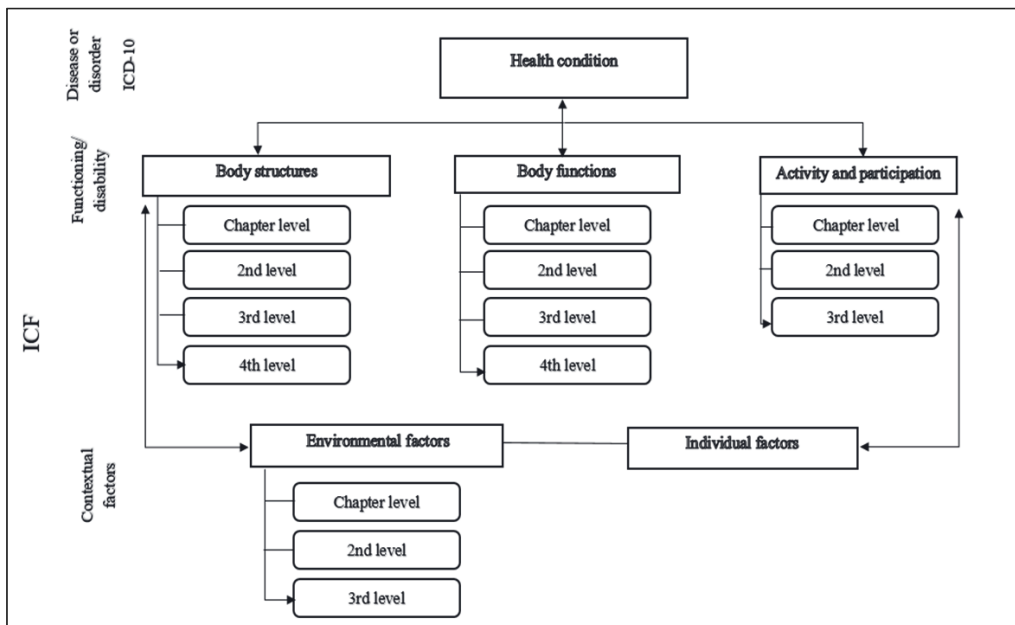 Disease or
disorder
ICD-10
Health condition
Functioning/
disability
Body structures
Body functions
Activity and participation
Chapter level
2nd level
3rd level
4th level
Chapter level
2nd level
3rd level
4th level
Chapter level
2nd level
3rd level
ICF
Contextual
factors
Environmental factors
Individual factors
Chapter level
2nd level
3rd level